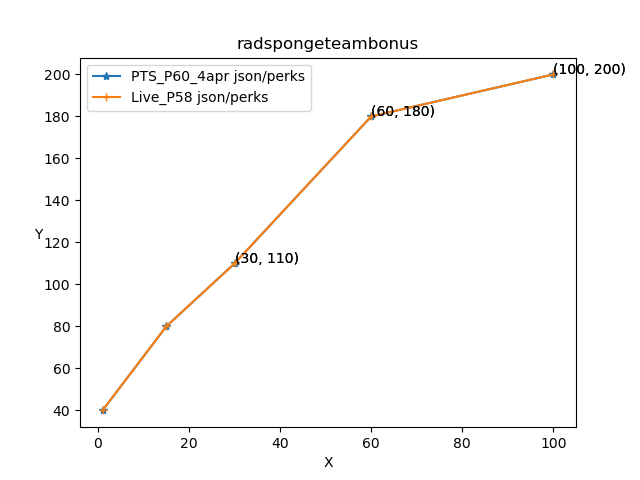 radspongeteambonus
PTS_P60_4apr json/perks
Live_P58 json/perks
(100, 200)
(60, 180)
(30, 110)
200
180
160
140
120
100
80
60
40
Y
0 20 40 60 80 100
X